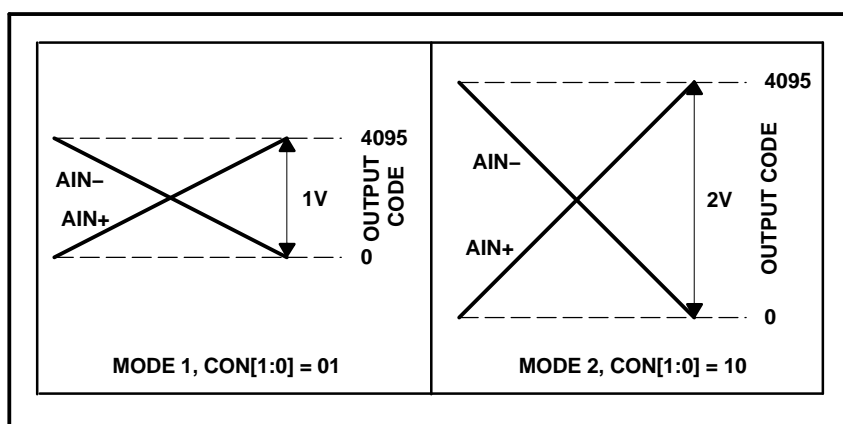 4095
AIN–
AIN+
1V
OUTPUT
CODE
0
MODE 1, CON[1:0] = 01
4095
AIN–
AIN+
2V
OUTPUT CODE
0
MODE 2, CON[1:0] = 10